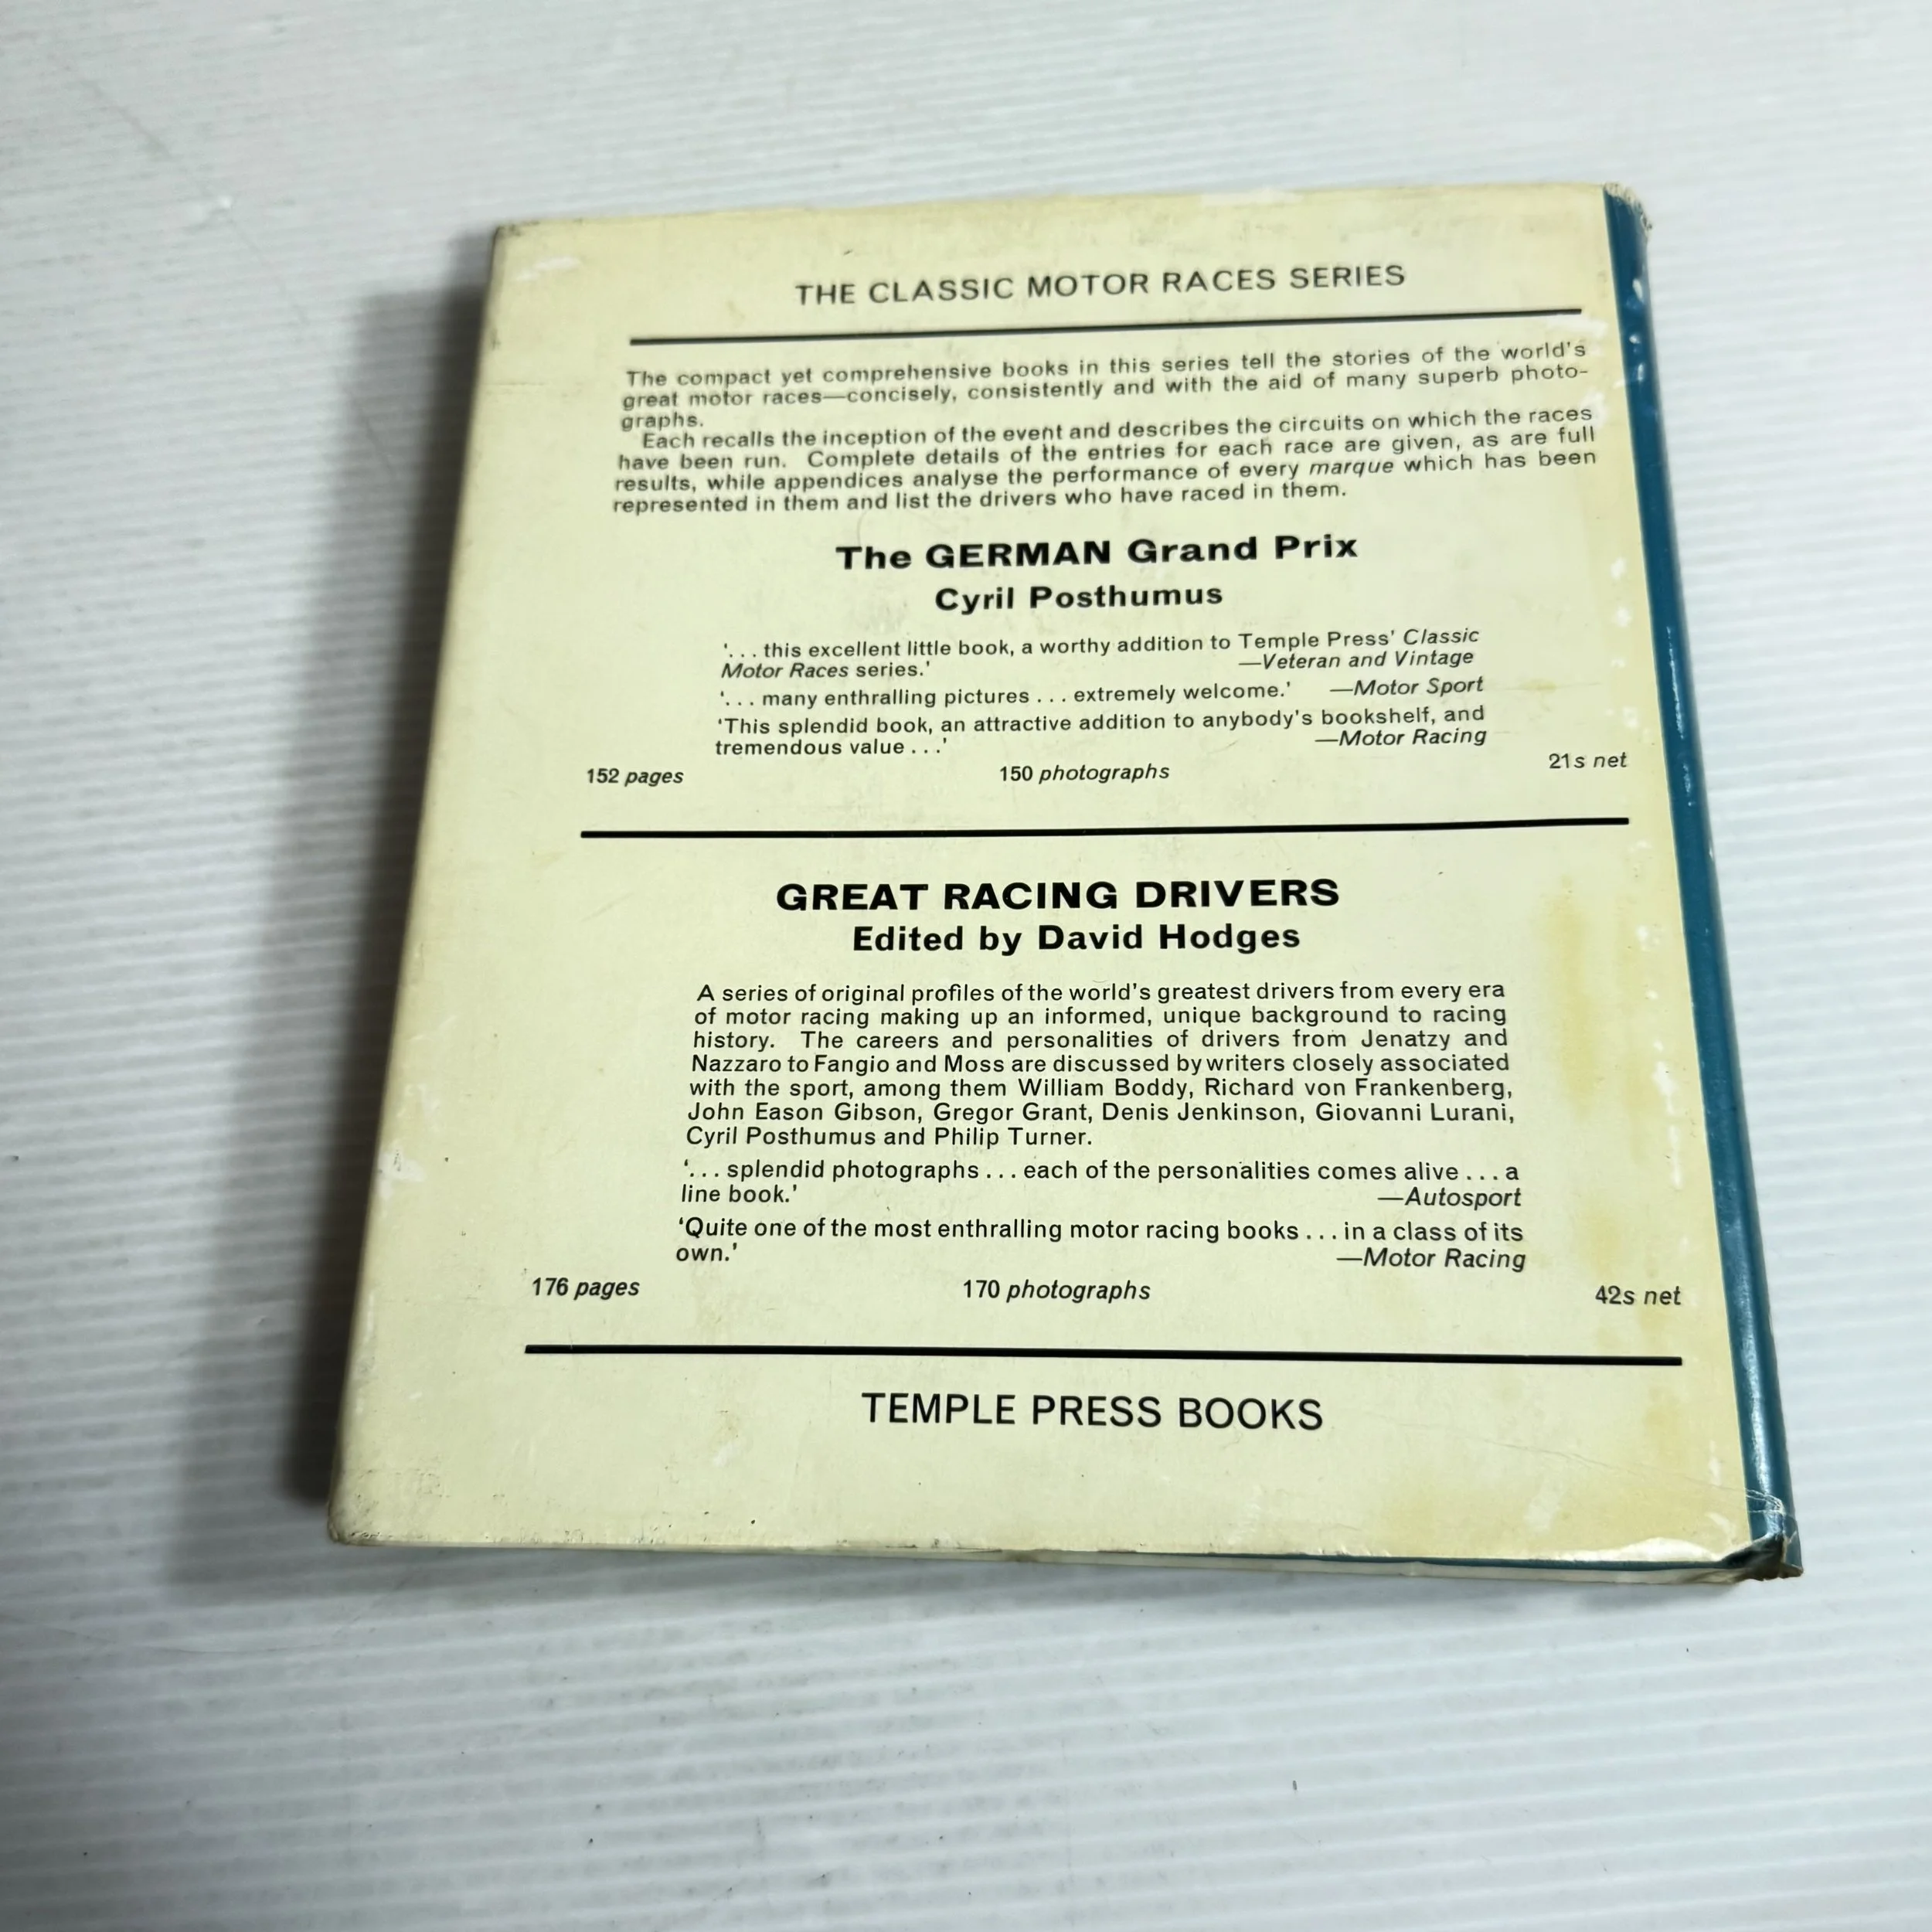 THE CLASSIC MOTOR RACES SERIES
The compact yet comprehensive books in this series tell the stories of the world's
great motor races—concisely, consistently and with the aid of many superb photo-
graphs.
Each recalls the inception of the event and describes the circuits on which the races
have been run. Complete details of the entries for each race are given, as are full
results, while appendices analyse the performance of every marque which has been
represented in them and list the drivers who have raced in them.
The GERMAN Grand Prix
Cyril Posthumus
'... this excellent little book, a worthy addition to Temple Press' Classic
Motor Races series.' —Veteran and Vintage
'... many enthralling pictures ... extremely welcome.' —Motor Sport
'This splendid book, an attractive addition to anybody's bookshelf, and
tremendous value ...' —Motor Racing
152 pages 150 photographs 21s net
GREAT RACING DRIVERS
Edited by David Hodges
A series of original profiles of the world's greatest drivers from every era
of motor racing making up an informed, unique background to racing
history. The careers and personalities of drivers from Jenatzy and
Nazzaro to Fangio and Moss are discussed by writers closely associated
with the sport, among them William Boddy, Richard von Frankenberg,
John Eason Gibson, Gregor Grant, Denis Jenkinson, Giovanni Lurani,
Cyril Posthumus and Philip Turner.
'... splendid photographs ... each of the personalities comes alive ... a
line book.' —Autosport
'Quite one of the most enthralling motor racing books ... in a class of its
own.' —Motor Racing
176 pages 170 photographs 42s net
TEMPLE PRESS BOOKS